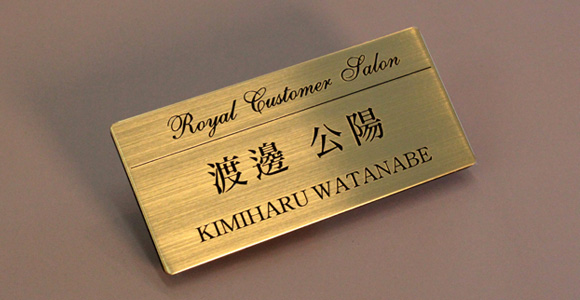 Royal Customer Salon
渡邊 公陽
KIMIHARU WATANABE